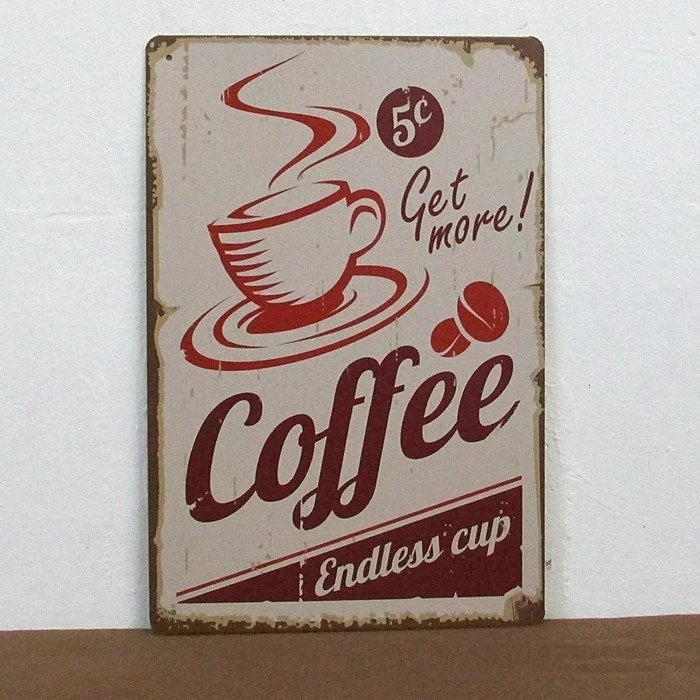 5¢
Get
more!
Coffee
Endless cup